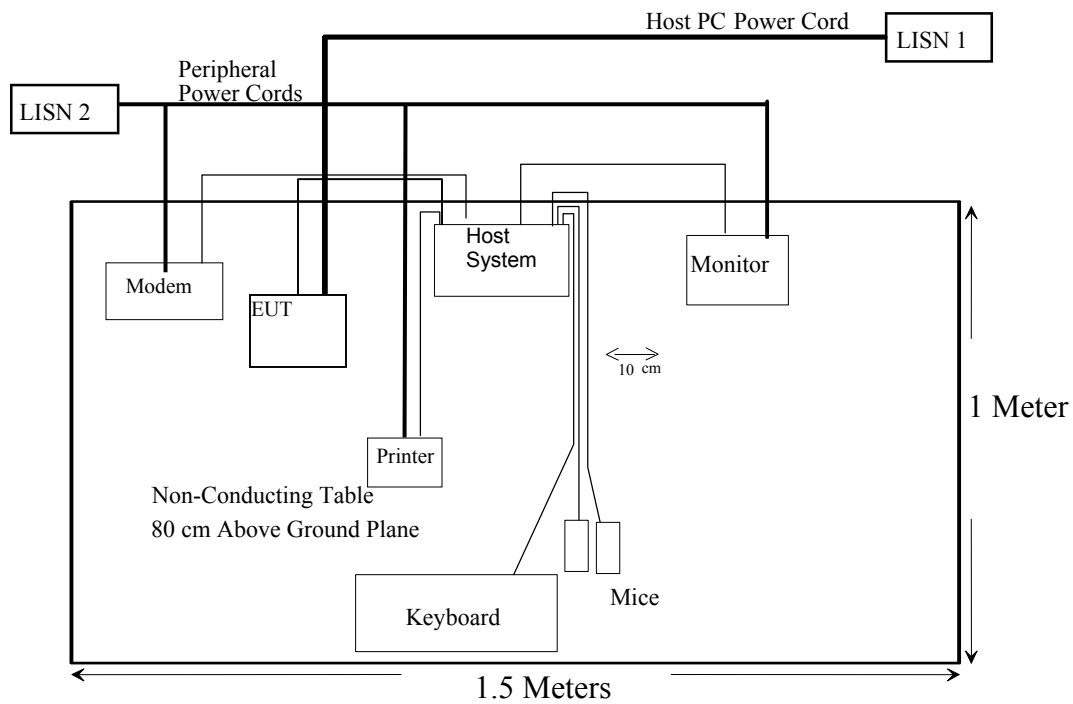 Host PC Power Cord
LISN 1
Peripheral
Power Cords
LISN 2
Host
System
Monitor
Modem
EUT
10 cm
1 Meter
Printer
Non-Conducting Table
80 cm Above Ground Plane
Mice
Keyboard
1.5 Meters